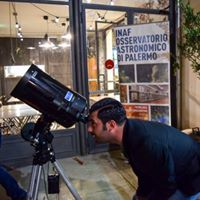 INAF
OSSERVATORIO
ASTRONOMICO
DI PALERMO